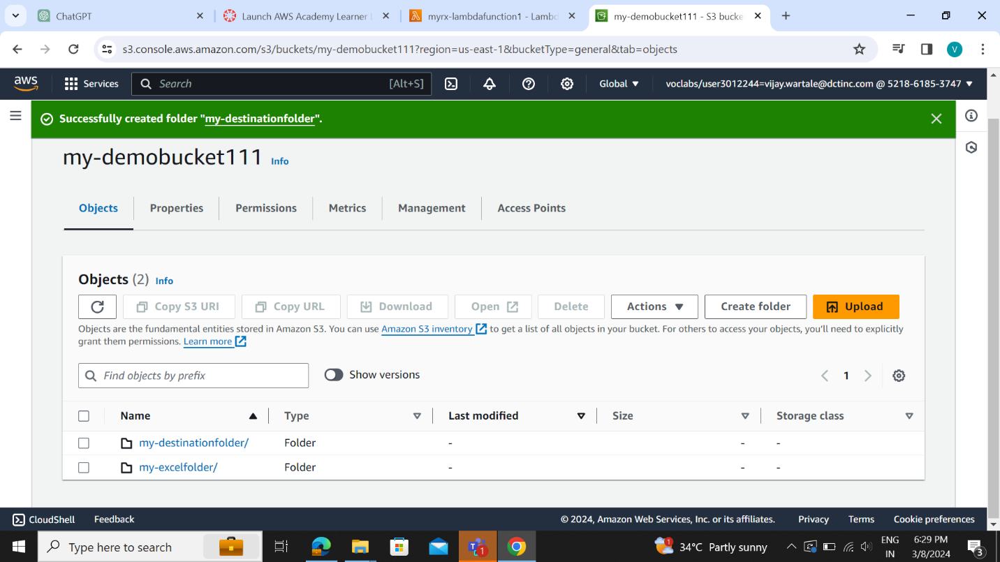 ChatGPT
Launch AWS Academy Learner
myrx-lambdafunction1 - Lambd
my-demobucket111 - S3 bucke
s3.console.aws.amazon.com/s3/buckets/my-demobucket111?region=us-east-1&bucketType=general&tab=objects
V
aws
Services
Search
[Alt+S]
Global
voclabs/user3012244=vijay.wartale@dctinc.com @ 5218-6185-3747
Successfully created folder "my-destinationfolder".
my-demobucket111 Info
Objects
Properties
Permissions
Metrics
Management
Access Points
Objects (2) Info
Copy S3 URI
Copy URL
Download
Open
Delete
Actions
Create folder
Upload
Objects are the fundamental entities stored in Amazon S3. You can use Amazon S3 inventory to get a list of all objects in your bucket. For others to access your objects, you'll need to explicitly
grant them permissions. Learn more
Find objects by prefix
Show versions
1
Name Type Last modified Size Storage class
my-destinationfolder/ Folder - - -
my-excelfolder/ Folder - - -
CloudShell
Feedback
© 2024, Amazon Web Services, Inc. or its affiliates.
Privacy
Terms
Cookie preferences
Type here to search
1
1
34°C Partly sunny
ENG
IN
6:29 PM
3/8/2024
3